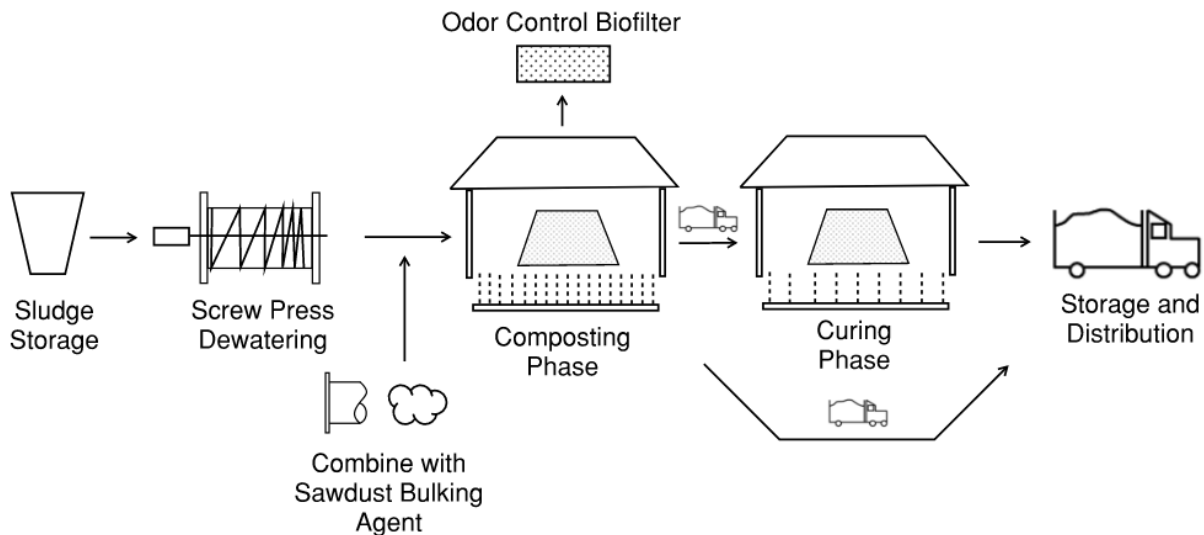 Odor Control Biofilter
Sludge
Storage
Screw Press
Dewatering
Combine with
Sawdust Bulking
Agent
Composting
Phase
Curing
Phase
Storage and
Distribution